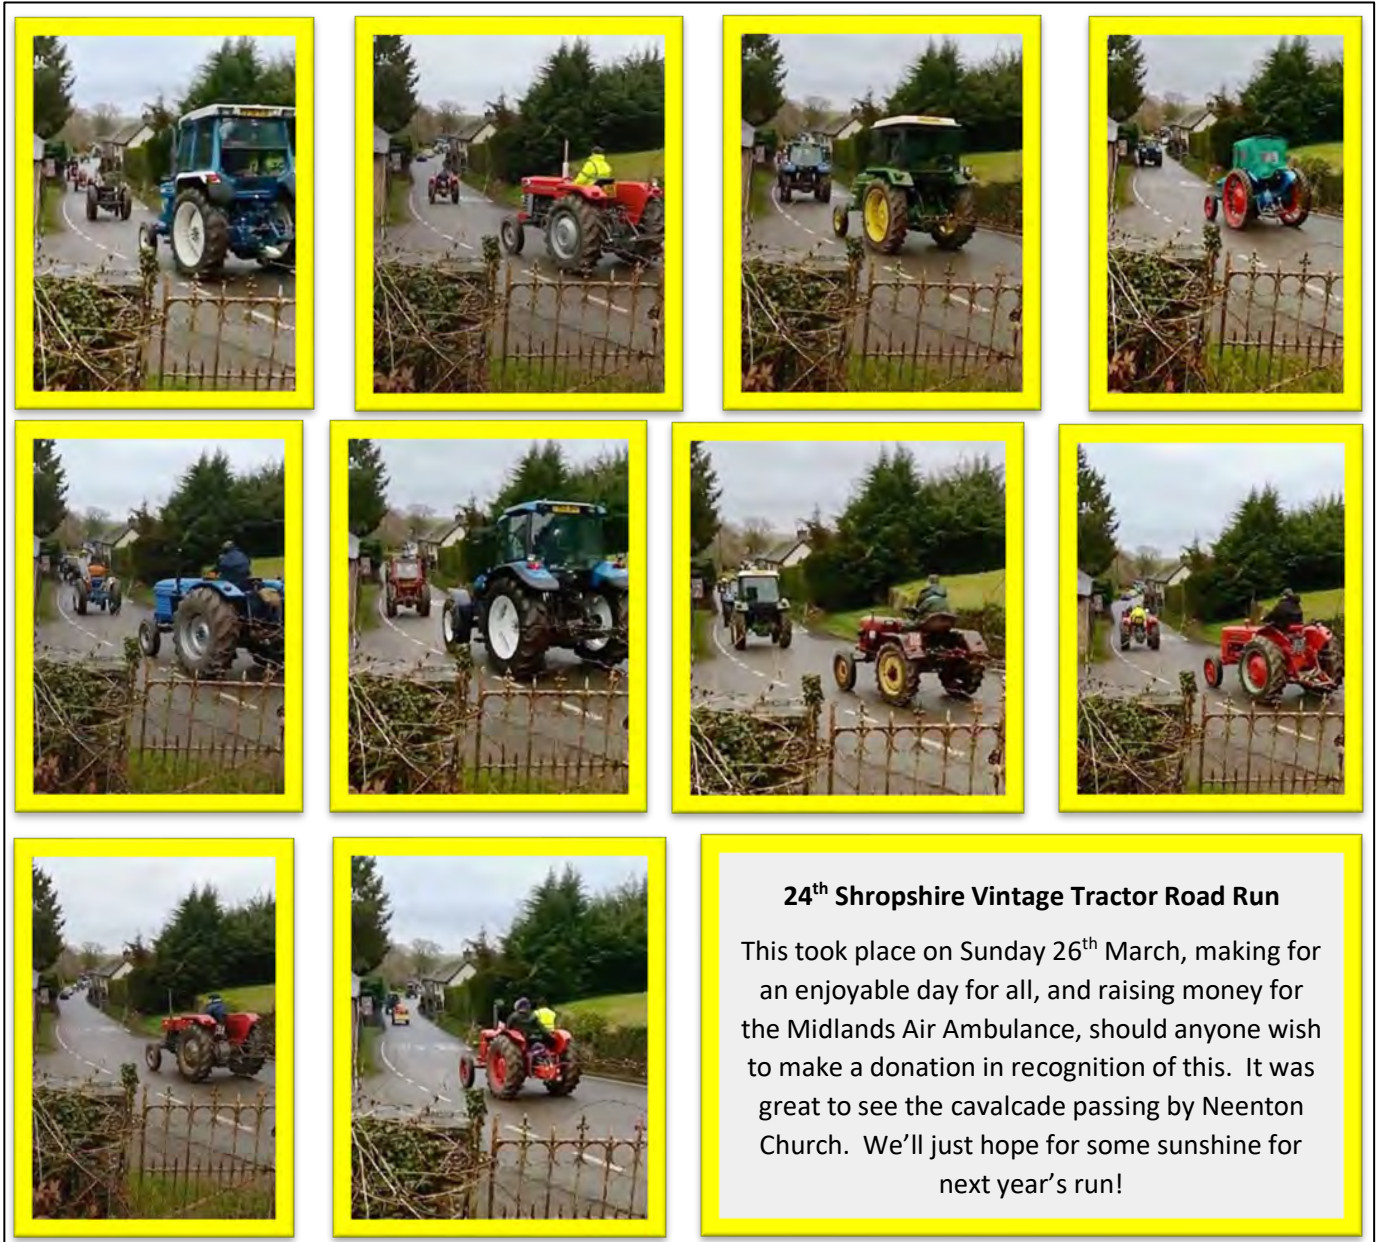 24th Shropshire Vintage Tractor Road Run
This took place on Sunday 26th March, making for
an enjoyable day for all, and raising money for
the Midlands Air Ambulance, should anyone wish
to make a donation in recognition of this.  It was
great to see the cavalcade passing by Neenton
Church.  We’ll just hope for some sunshine for
next year’s run!